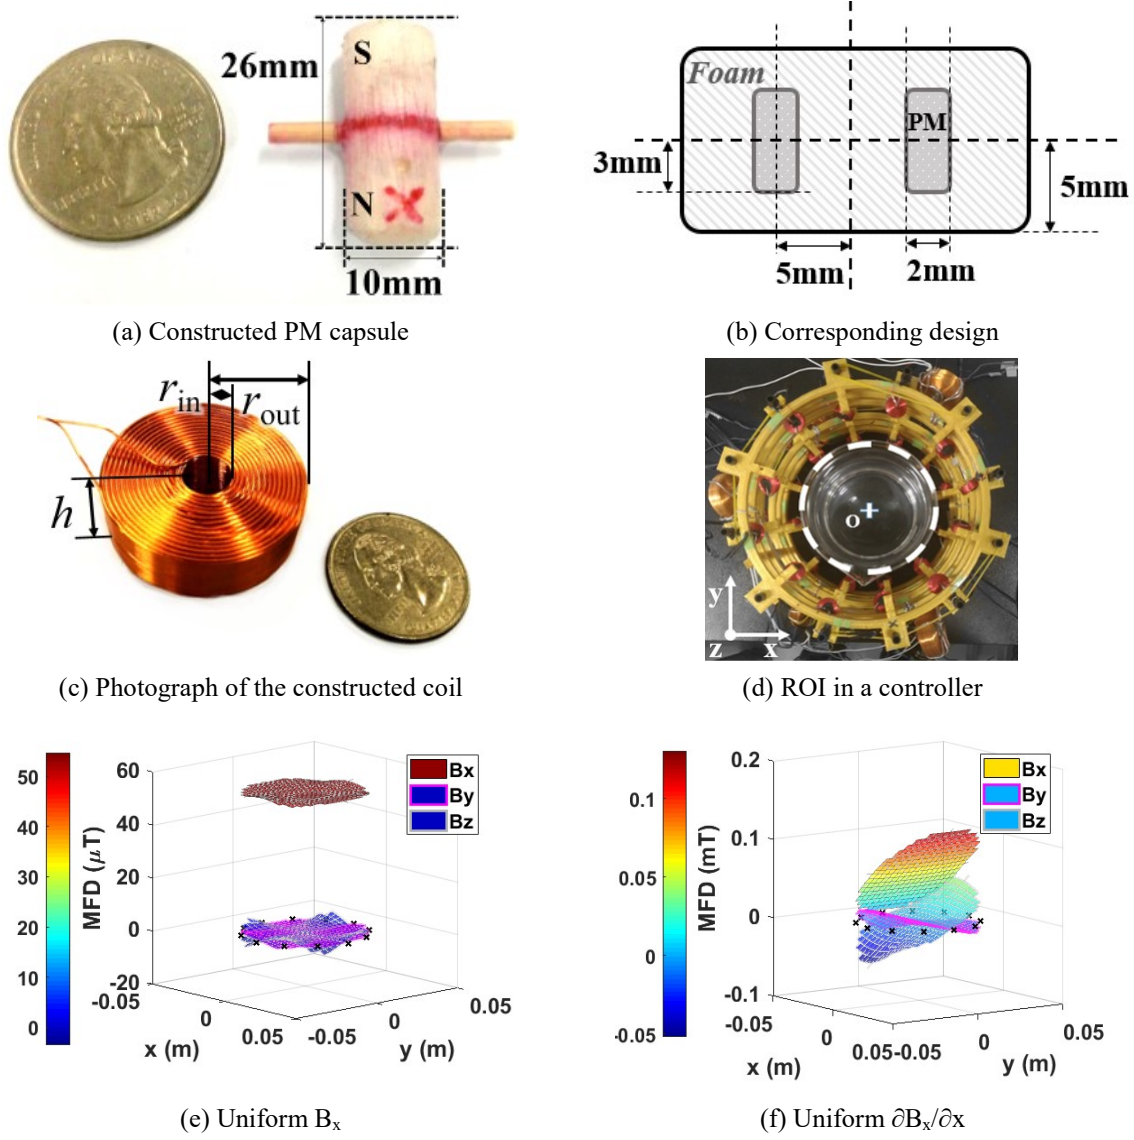 26mm
S
N
10mm
(a) Constructed PM capsule
Foam
PM
3mm
5mm
5mm
2mm
(b) Corresponding design
r_in
r_out
h
(c) Photograph of the constructed coil
o
y
z
x
(d) ROI in a controller
50
40
30
20
10
0
MFD (μT)
60
40
20
0
-20
Bx
By
Bz
-0.05
0
0.05
x (m)
-0.05
0
0.05
y (m)
(e) Uniform Bₓ
0.1
0.05
0
-0.05
MFD (mT)
0.2
0.1
0
-0.1
Bx
By
Bz
-0.05
0
0.05
x (m)
-0.05
0
0.05
y (m)
(f) Uniform ∂Bₓ/∂x